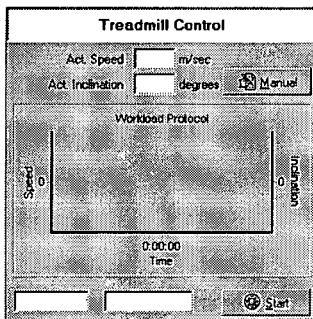 Treadmill Control
Act. Speed m/sec
Act. Inclination degrees Manual
Workload Protocol
Speed 0 0 Inclination
0:00:00
Time
Start